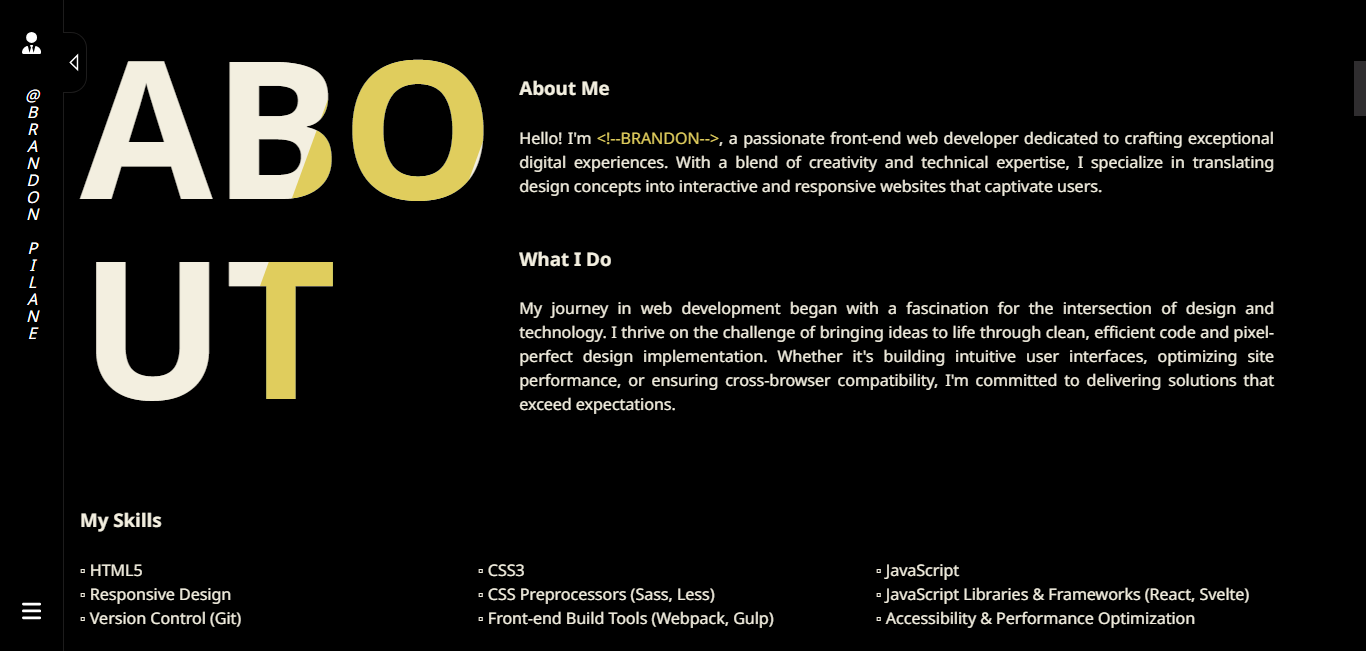 @BRANDON PILANE
ABO
UT
About Me
Hello! I'm <!--BRANDON-->, a passionate front-end web developer dedicated to crafting exceptional
digital experiences. With a blend of creativity and technical expertise, I specialize in translating
design concepts into interactive and responsive websites that captivate users.
What I Do
My journey in web development began with a fascination for the intersection of design and
technology. I thrive on the challenge of bringing ideas to life through clean, efficient code and pixel-
perfect design implementation. Whether it's building intuitive user interfaces, optimizing site
performance, or ensuring cross-browser compatibility, I'm committed to delivering solutions that
exceed expectations.
My Skills
▫ HTML5
▫ Responsive Design
▫ Version Control (Git)
▫ CSS3
▫ CSS Preprocessors (Sass, Less)
▫ Front-end Build Tools (Webpack, Gulp)
▫ JavaScript
▫ JavaScript Libraries & Frameworks (React, Svelte)
▫ Accessibility & Performance Optimization